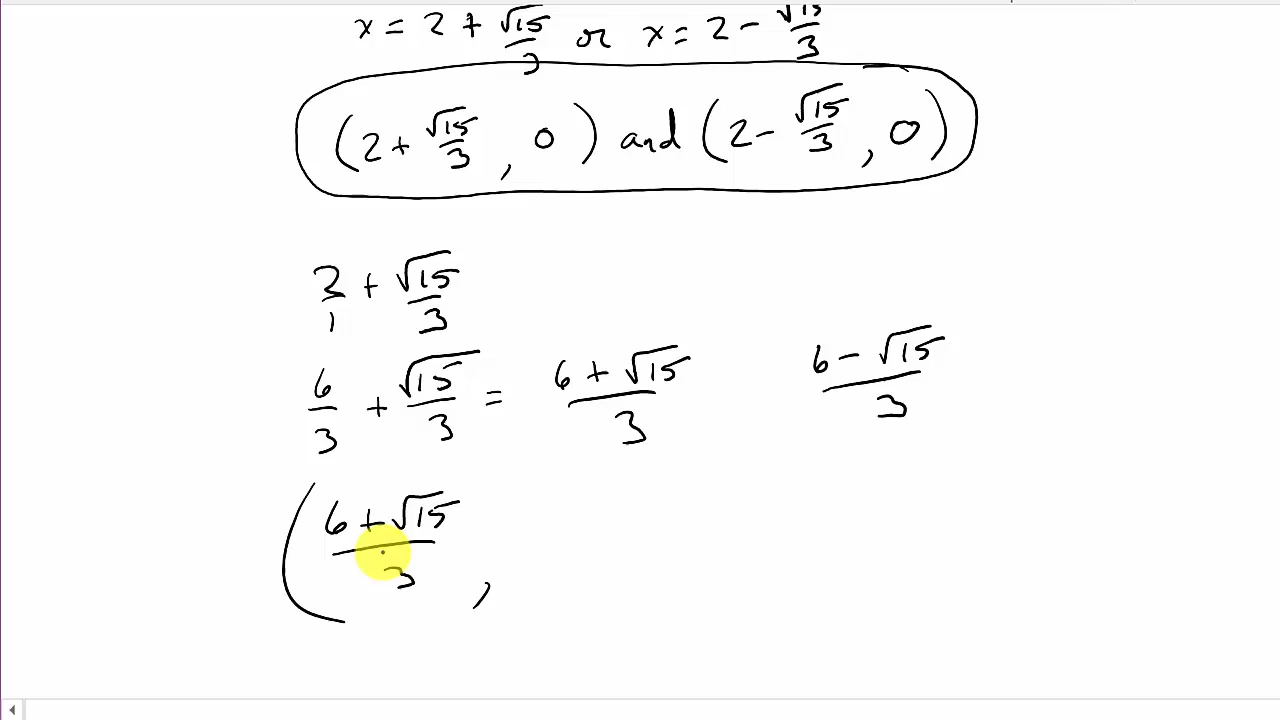 x = 2 + √15/3 or x = 2 - √15/3
(2 + √15/3, 0) and (2 - √15/3, 0)
2/1 + √15/3
6/3 + √15/3 = (6 + √15)/3 (6 - √15)/3
((6 + √15)/3,